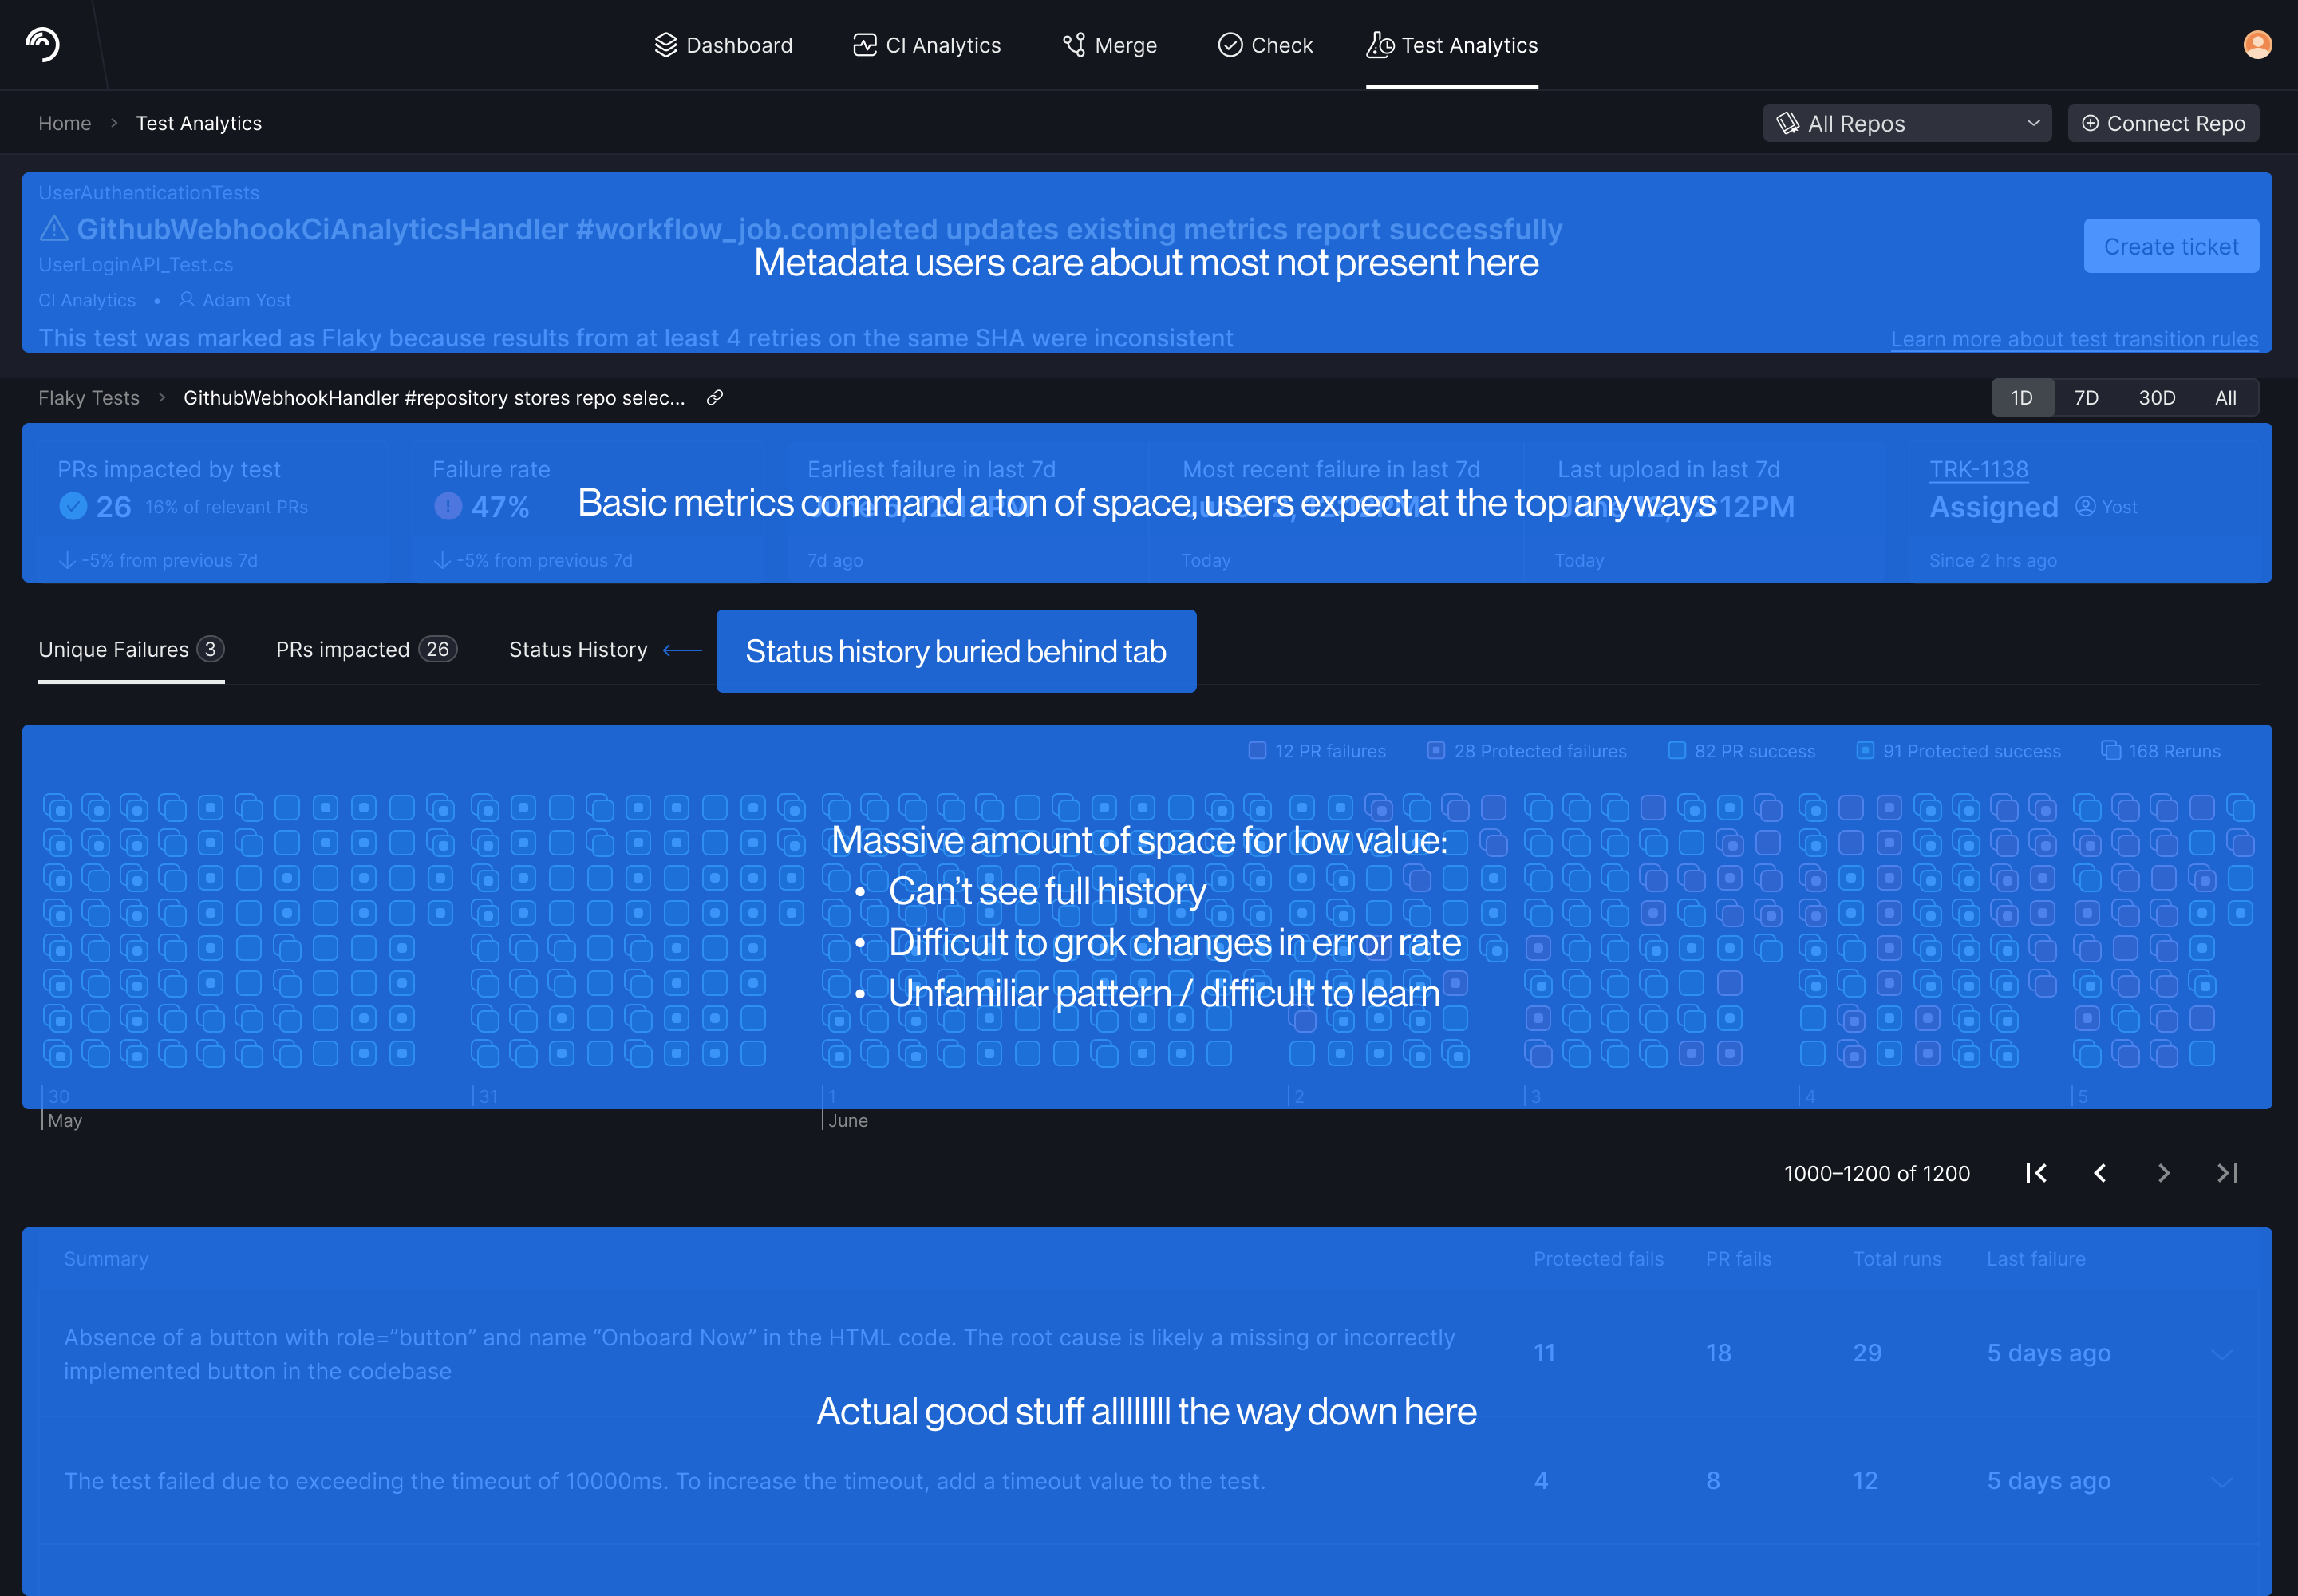 Dashboard
CI Analytics
Merge
Check
Test Analytics
Home > Test Analytics
All Repos
Connect Repo
UserAuthenticationTests
GithubWebhookCiAnalyticsHandler #workflow_job.completed updates existing metrics report successfully
Create ticket
Metadata users care about most not present here
UserLoginAPI_Test.cs
CI Analytics • Adam Yost
This test was marked as Flaky because results from at least 4 retries on the same SHA were inconsistent
Learn more about test transition rules
Flaky Tests > GithubWebhookHandler #repository stores repo selec...
1D 7D 30D All
PRs impacted by test
Failure rate
Earliest failure in last 7d
Most recent failure in last 7d
Last upload in last 7d
TRK-1138
26 16% of relevant PRs
47%
Basic metrics command a ton of space, users expect at the top anyways
12:12PM
Assigned Yost
-5% from previous 7d
-5% from previous 7d
7d ago
Today
Today
Since 2 hrs ago
Unique Failures 3
PRs impacted 26
Status History
Status history buried behind tab
12 PR failures
28 Protected failures
82 PR success
91 Protected success
168 Reruns
Massive amount of space for low value:
• Can't see full history
• Difficult to grok changes in error rate
• Unfamiliar pattern / difficult to learn
30 31 1 2 3 4 5
May June
1000–1200 of 1200
Summary
Protected fails
PR fails
Total runs
Last failure
Absence of a button with role="button" and name “Onboard Now” in the HTML code. The root cause is likely a missing or incorrectly
implemented button in the codebase
11 18 29 5 days ago
Actual good stuff allllllll the way down here
The test failed due to exceeding the timeout of 10000ms. To increase the timeout, add a timeout value to the test.
4 8 12 5 days ago